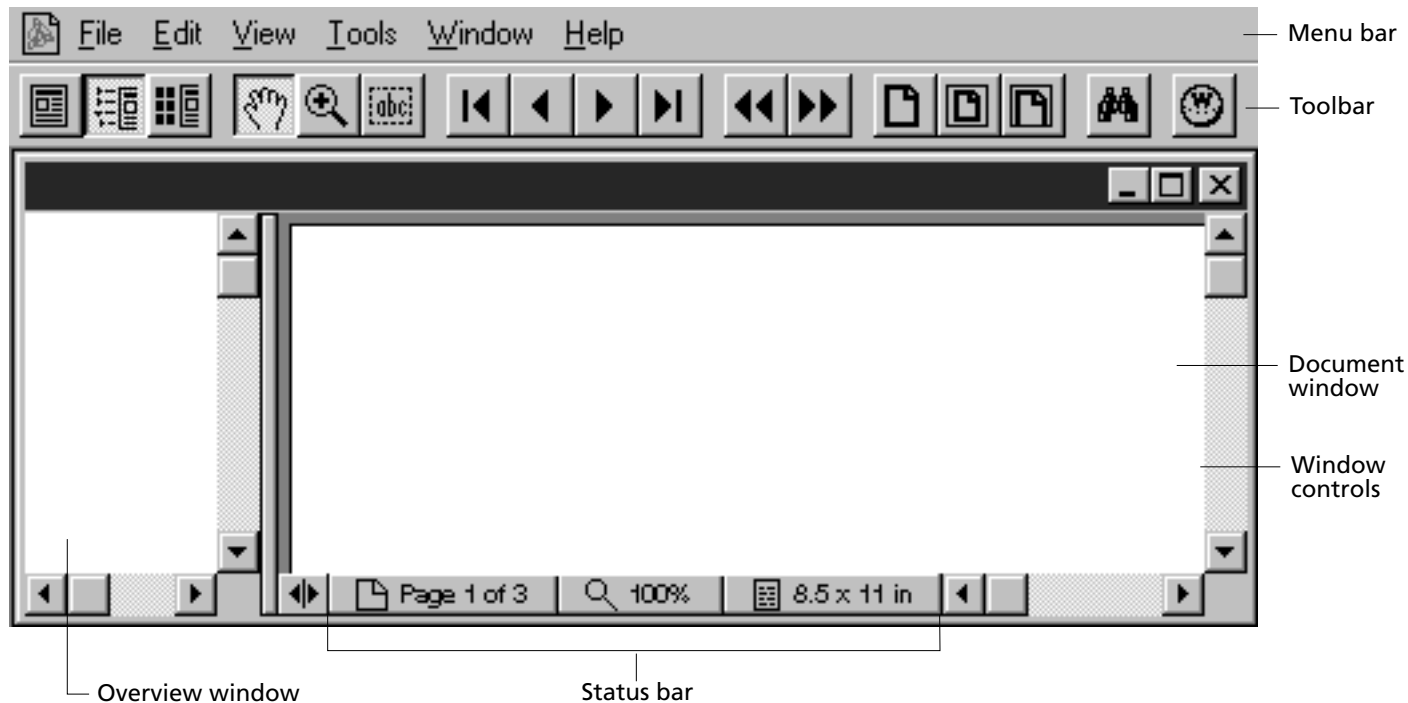 File Edit View Tools Window Help
Menu bar
abc
W
Toolbar
Document
window
Window
controls
Page 1 of 3 100% 8.5 x 11 in
Overview window
Status bar